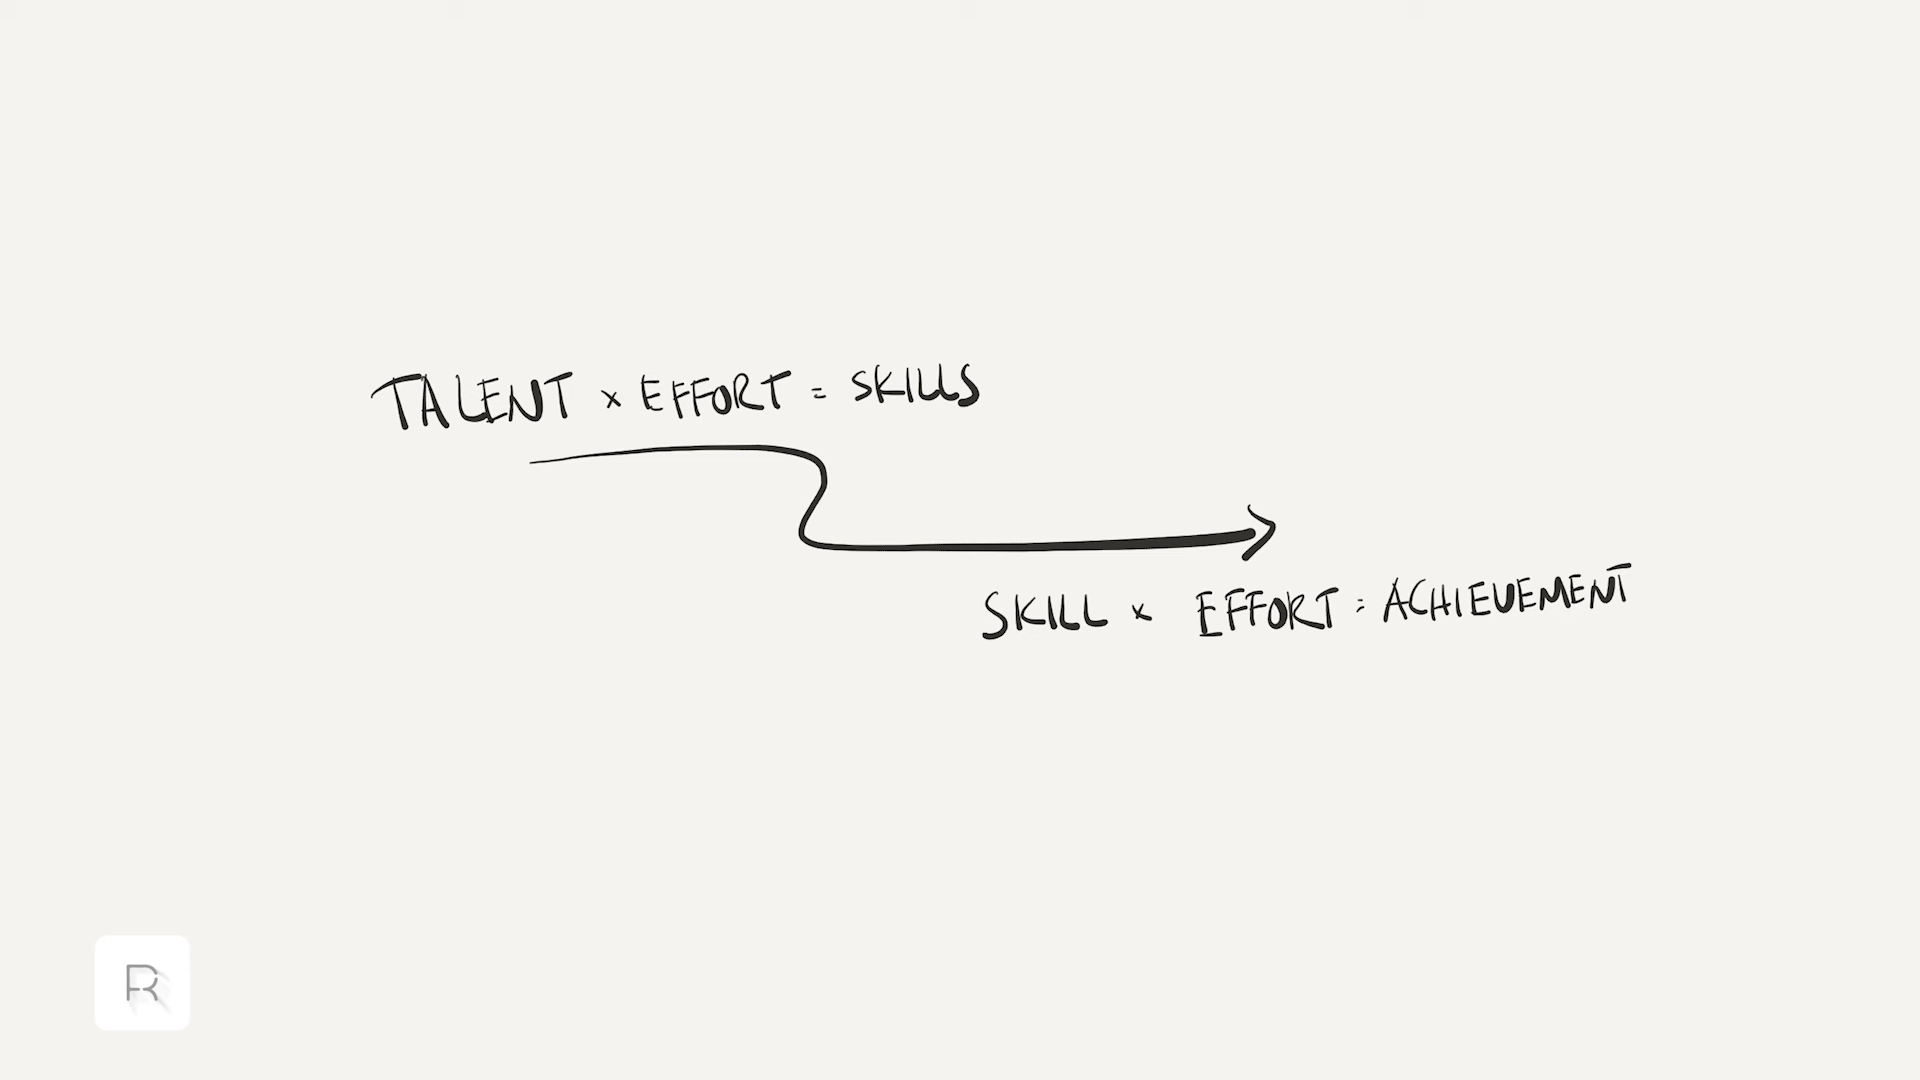 TALENT x EFFORT = SKILLS
SKILL x EFFORT = ACHIEVEMENT
R